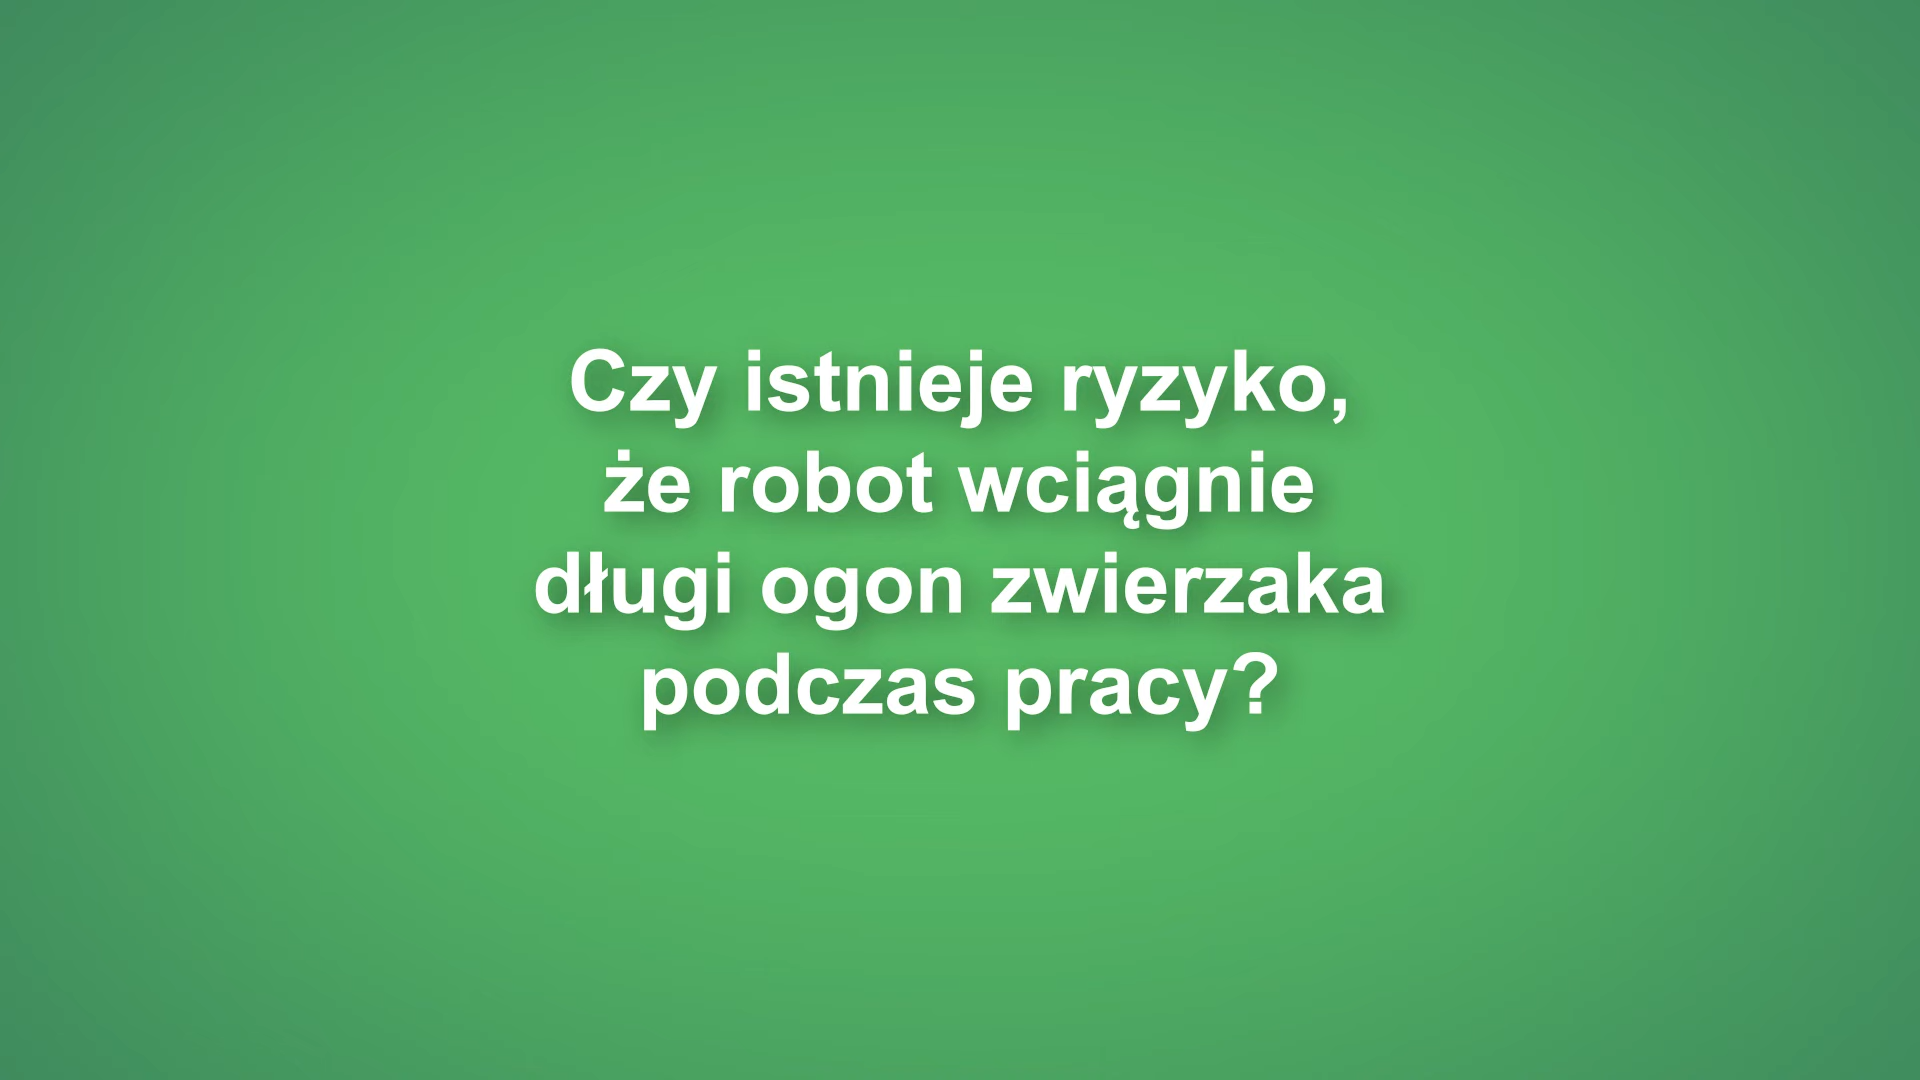 Czy istnieje ryzyko,
że robot wciągnie
długi ogon zwierzaka
podczas pracy?